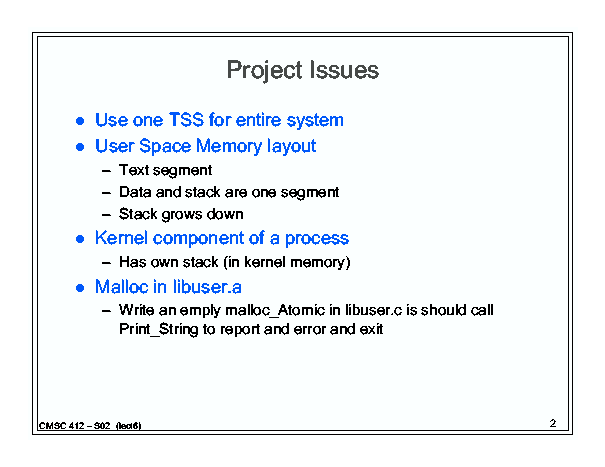 Project Issues
● Use one TSS for entire system
● User Space Memory layout
– Text segment
– Data and stack are one segment
– Stack grows down
● Kernel component of a process
– Has own stack (in kernel memory)
● Malloc in libuser.a
– Write an empty malloc_Atomic in libuser.c is should call
Print_String to report and error and exit
CMSC 412 – S02 (lect6)
2